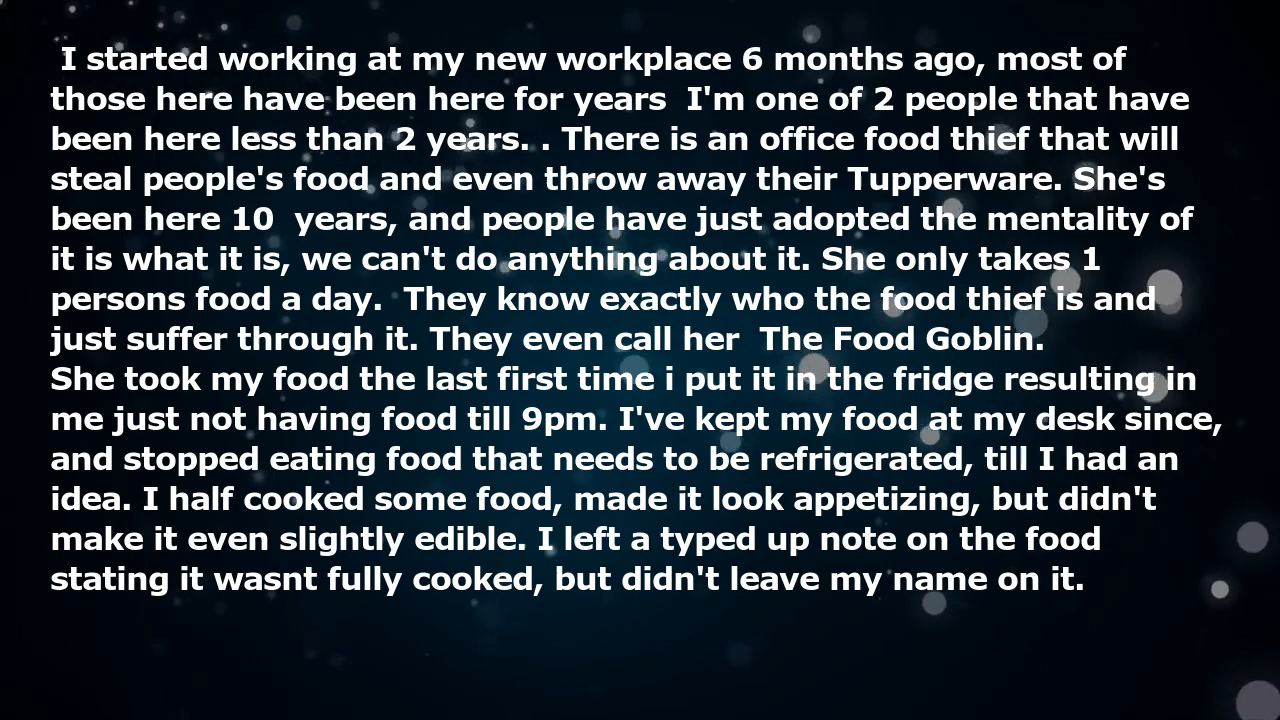 I started working at my new workplace 6 months ago, most of
those here have been here for years  I'm one of 2 people that have
been here less than 2 years. . There is an office food thief that will
steal people's food and even throw away their Tupperware. She's
been here 10  years, and people have just adopted the mentality of
it is what it is, we can't do anything about it. She only takes 1
persons food a day.  They know exactly who the food thief is and
just suffer through it. They even call her  The Food Goblin.
She took my food the last first time i put it in the fridge resulting in
me just not having food till 9pm. I've kept my food at my desk since,
and stopped eating food that needs to be refrigerated, till I had an
idea. I half cooked some food, made it look appetizing, but didn't
make it even slightly edible. I left a typed up note on the food
stating it wasnt fully cooked, but didn't leave my name on it.